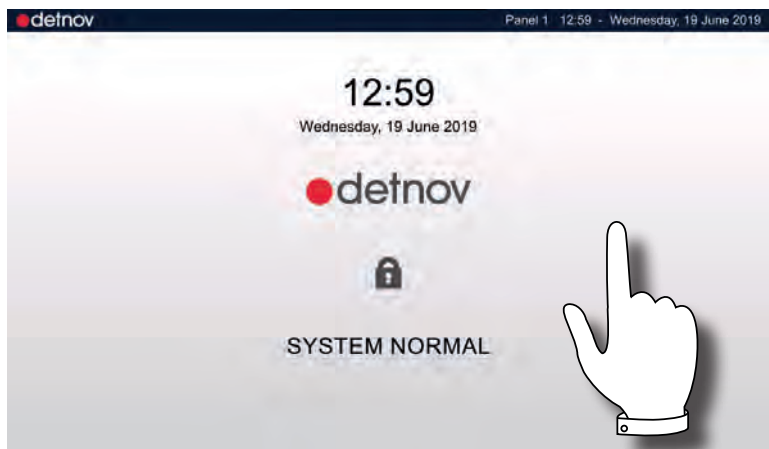 detnov Panel 1 12:59 - Wednesday, 19 June 2019
12:59
Wednesday, 19 June 2019
detnov
SYSTEM NORMAL